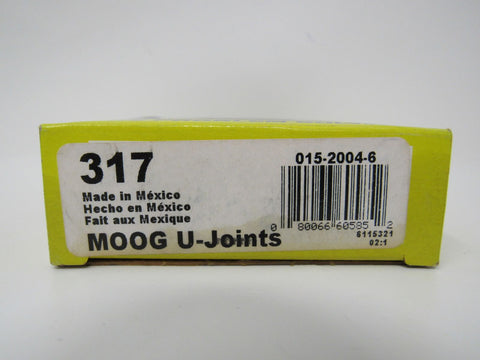 317
015-2004-6
Made in México
Hecho en México
Fait aux Mexique
0 80066 60585 2
MOOG U-Joints
6115321
02:1